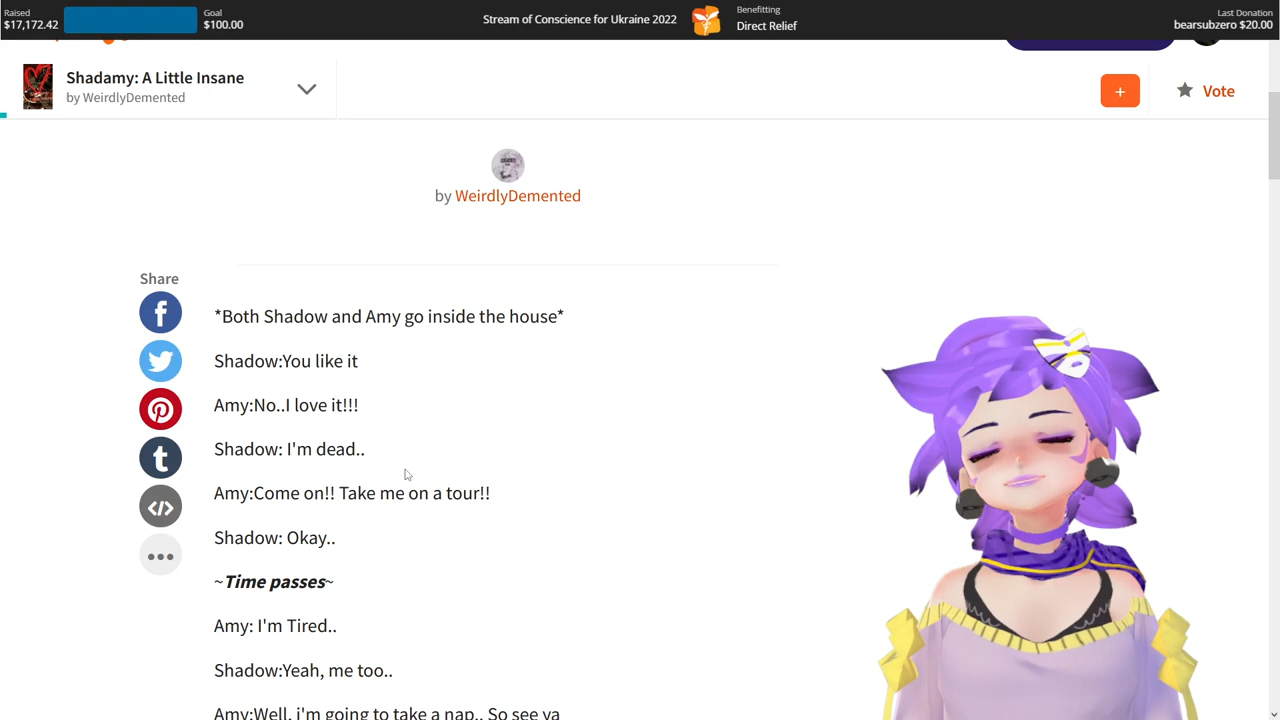 Raised
$17,172.42
Goal
$100.00
Stream of Conscience for Ukraine 2022
Benefitting
Direct Relief
Last Donation
bearsubzero $20.00
Shadamy: A Little Insane
by WeirdlyDemented
+
Vote
by WeirdlyDemented
Share
*Both Shadow and Amy go inside the house*
Shadow:You like it
Amy:No..I love it!!!
Shadow: I'm dead..
Amy:Come on!! Take me on a tour!!
Shadow: Okay..
~Time passes~
Amy: I'm Tired..
Shadow:Yeah, me too..
Amy:Well, i'm going to take a nap.. So see ya